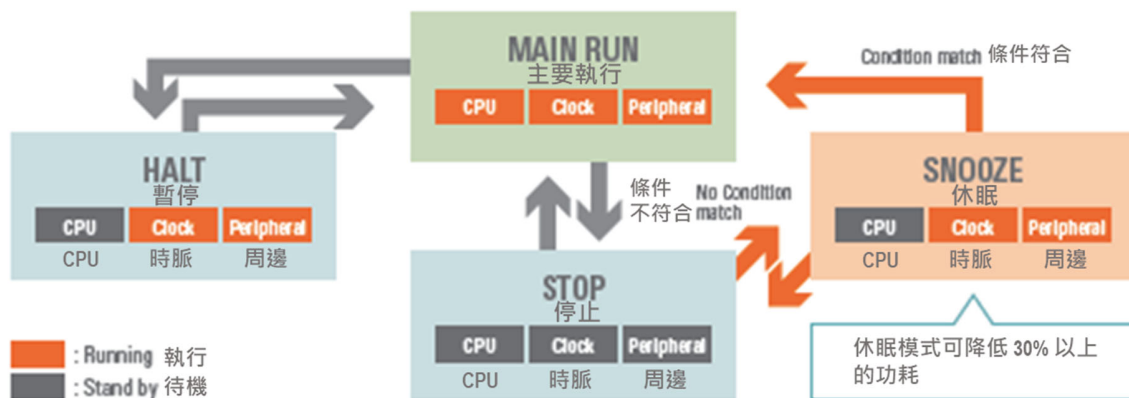 MAIN RUN
主要執行
CPU Clock Peripheral
Condition match 條件符合
HALT
暫停
CPU Clock Peripheral
CPU 時脈 周邊
條件
不符合
No Condition
match
SNOOZE
休眠
CPU Clock Peripheral
CPU 時脈 周邊
STOP
停止
CPU Clock Peripheral
CPU 時脈 周邊
: Running 執行
: Stand by 待機
休眠模式可降低 30% 以上
的功耗